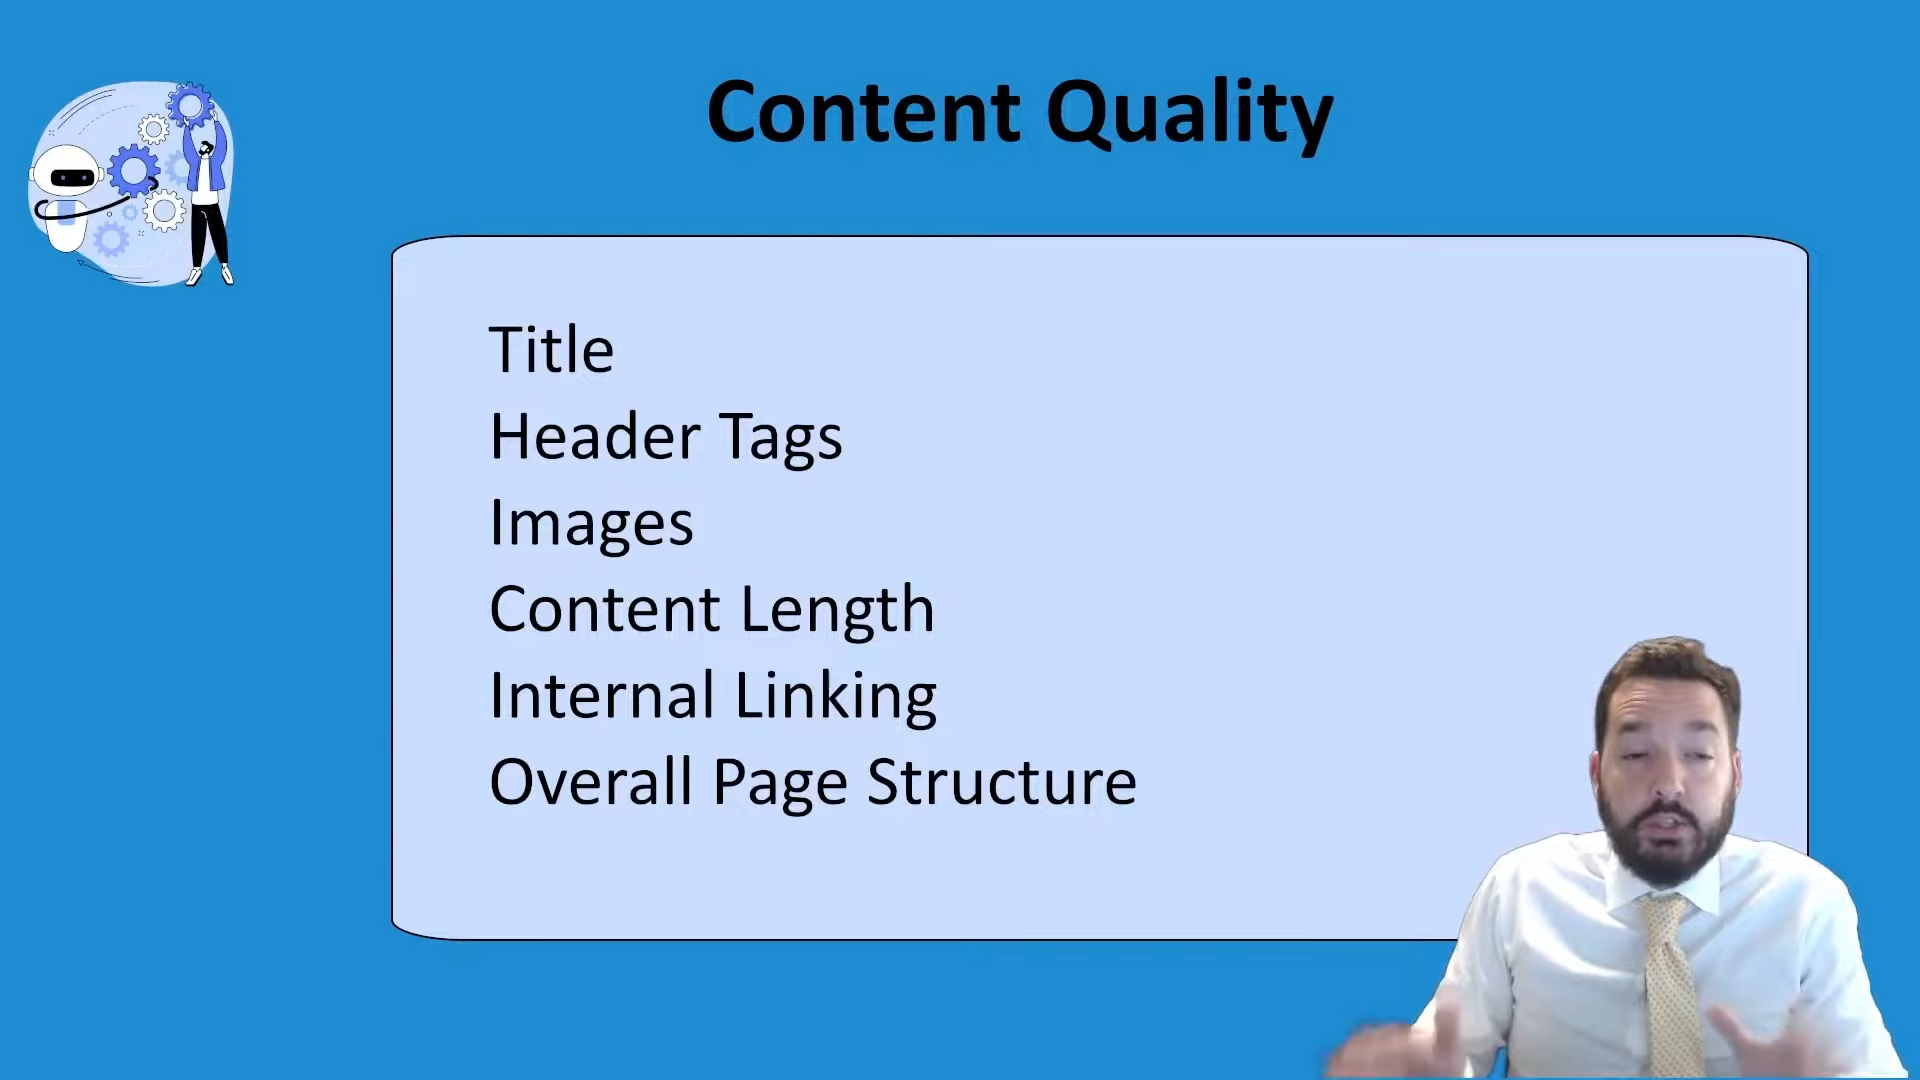 Content Quality
Title
Header Tags
Images
Content Length
Internal Linking
Overall Page Structure